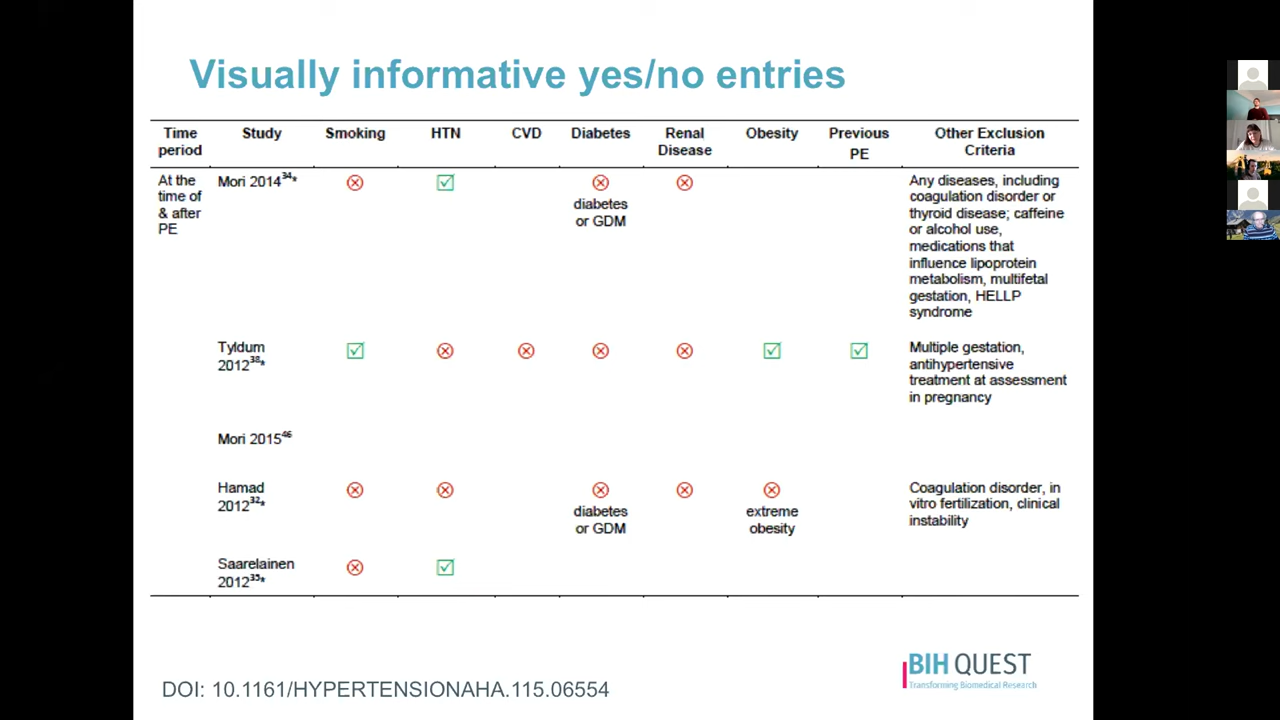 Visually informative yes/no entries
Time period Study Smoking HTN CVD Diabetes Renal Disease Obesity Previous PE Other Exclusion Criteria
At the time of & after PE
Mori 2014³⁴*
diabetes or GDM
Any diseases, including
coagulation disorder or
thyroid disease; caffeine
or alcohol use,
medications that
influence lipoprotein
metabolism, multifetal
gestation, HELLP
syndrome
Tyldum
2012³⁸*
Multiple gestation,
antihypertensive
treatment at assessment
in pregnancy
Mori 2015⁴⁶
Hamad
2012³²*
diabetes
or GDM
extreme
obesity
Coagulation disorder, in
vitro fertilization, clinical
instability
Saarelainen
2012³⁵*
DOI: 10.1161/HYPERTENSIONAHA.115.06554
BIH QUEST
Transforming Biomedical Research